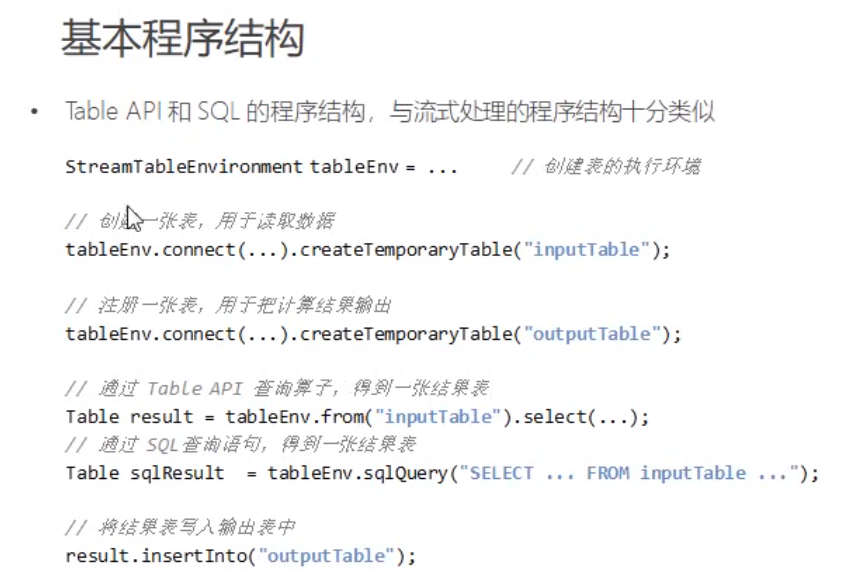 基本程序结构
• Table API 和 SQL 的程序结构，与流式处理的程序结构十分类似
StreamTableEnvironment tableEnv = ... // 创建表的执行环境
// 创建一张表，用于读取数据
tableEnv.connect(...).createTemporaryTable("inputTable");
// 注册一张表，用于把计算结果输出
tableEnv.connect(...).createTemporaryTable("outputTable");
// 通过 Table API 查询算子，得到一张结果表
Table result = tableEnv.from("inputTable").select(...);
// 通过 SQL查询语句，得到一张结果表
Table sqlResult = tableEnv.sqlQuery("SELECT ... FROM inputTable ...");
// 将结果表写入输出表中
result.insertInto("outputTable");